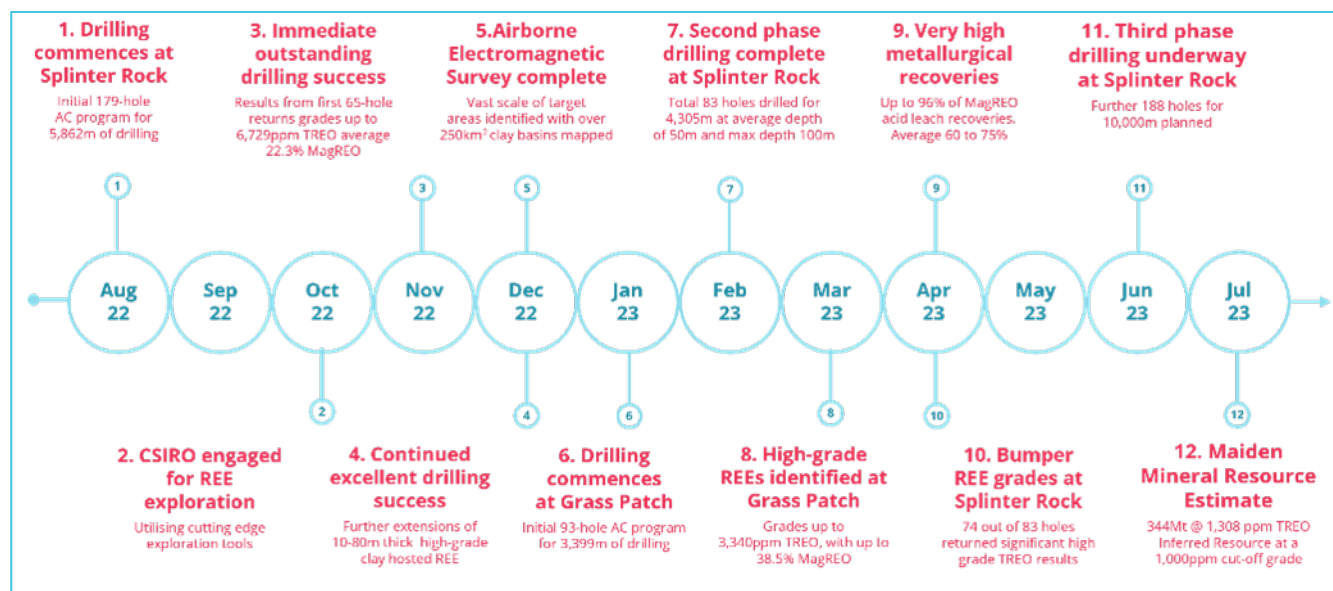 1. Drilling
commences at
Splinter Rock
Initial 179-hole
AC program for
5,862m of drilling
3. Immediate
outstanding
drilling success
Results from first 65-hole
returns grades up to
6,729ppm TREO average
22.3% MagREO
5.Airborne
Electromagnetic
Survey complete
Vast scale of target
areas identified with over
250km² clay basins mapped
7. Second phase
drilling complete
at Splinter Rock
Total 83 holes drilled for
4,305m at average depth
of 50m and max depth 100m
9. Very high
metallurgical
recoveries
Up to 96% of MagREO
acid leach recoveries.
Average 60 to 75%
11. Third phase
drilling underway
at Splinter Rock
Further 188 holes for
10,000m planned
1
3
5
7
9
11
Aug
22
Sep
22
Oct
22
Nov
22
Dec
22
Jan
23
Feb
23
Mar
23
Apr
23
May
23
Jun
23
Jul
23
2
4
6
8
10
12
2. CSIRO engaged
for REE
exploration
Utilising cutting edge
exploration tools
4. Continued
excellent drilling
success
Further extensions of
10-80m thick high-grade
clay hosted REE
6. Drilling
commences
at Grass Patch
Initial 93-hole AC program
for 3,399m of drilling
8. High-grade
REEs identified at
Grass Patch
Grades up to
3,340ppm TREO, with up to
38.5% MagREO
10. Bumper
REE grades at
Splinter Rock
74 out of 83 holes
returned significant high
grade TREO results
12. Maiden
Mineral Resource
Estimate
344Mt @ 1,308 ppm TREO
Inferred Resource at a
1,000ppm cut-off grade